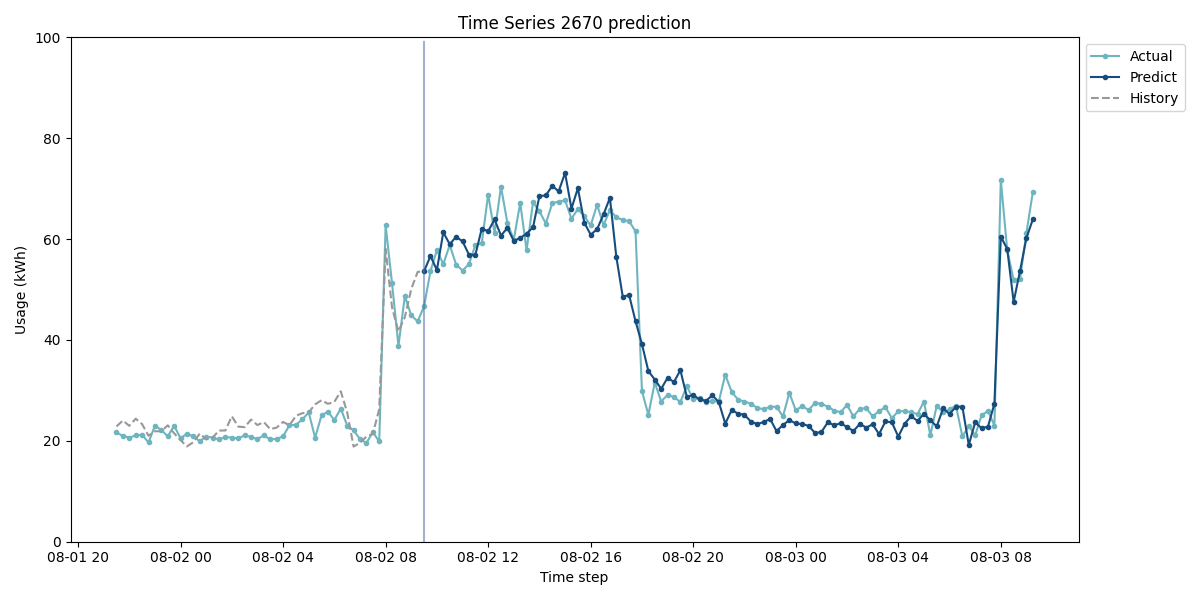 Time Series 2670 prediction
100
80
60
40
20
0
Usage (kWh)
08-01 20
08-02 00
08-02 04
08-02 08
08-02 12
08-02 16
08-02 20
08-03 00
08-03 04
08-03 08
Time step
Actual
Predict
History